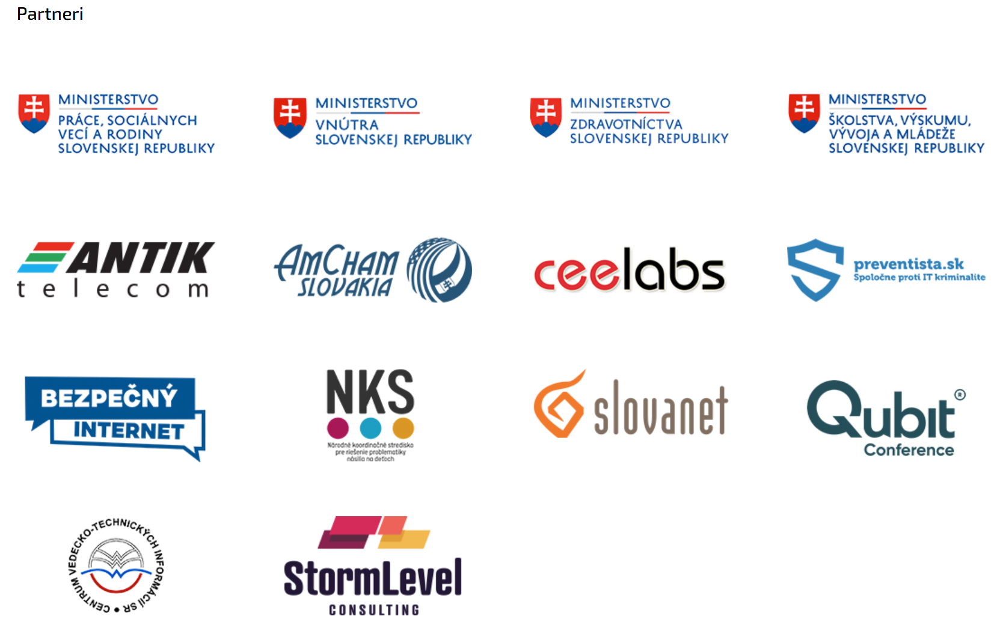 Partneri
MINISTERSTVO
PRÁCE, SOCIÁLNYCH
VECÍ A RODINY
SLOVENSKEJ REPUBLIKY
MINISTERSTVO
VNÚTRA
SLOVENSKEJ REPUBLIKY
MINISTERSTVO
ZDRAVOTNÍCTVA
SLOVENSKEJ REPUBLIKY
MINISTERSTVO
ŠKOLSTVA, VÝSKUMU,
VÝVOJA A MLÁDEŽE
SLOVENSKEJ REPUBLIKY
ANTIK
telecom
AMCHAM
SLOVAKIA
ceelabs
preventista.sk
Spoločne proti IT kriminalite
BEZPEČNÝ
INTERNET
NKS
Národné koordinačné stredisko
pre riešenie problematiky
násilia na deťoch
slovanet
Qubit ®
Conference
CENTRUM VEDECKO-TECHNICKÝCH INFORMÁCIÍ SR •
StormLevel
CONSULTING